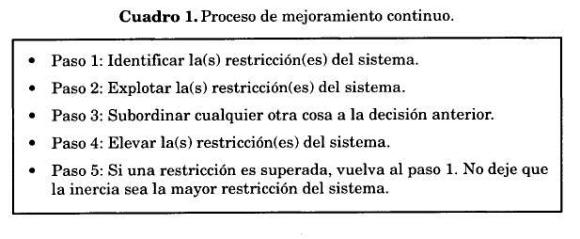 Cuadro 1. Proceso de mejoramiento continuo.
• Paso 1: Identificar la(s) restricción(es) del sistema.
• Paso 2: Explotar la(s) restricción(es) del sistema.
• Paso 3: Subordinar cualquier otra cosa a la decisión anterior.
• Paso 4: Elevar la(s) restricción(es) del sistema.
• Paso 5: Si una restricción es superada, vuelva al paso 1. No deje que
la inercia sea la mayor restricción del sistema.